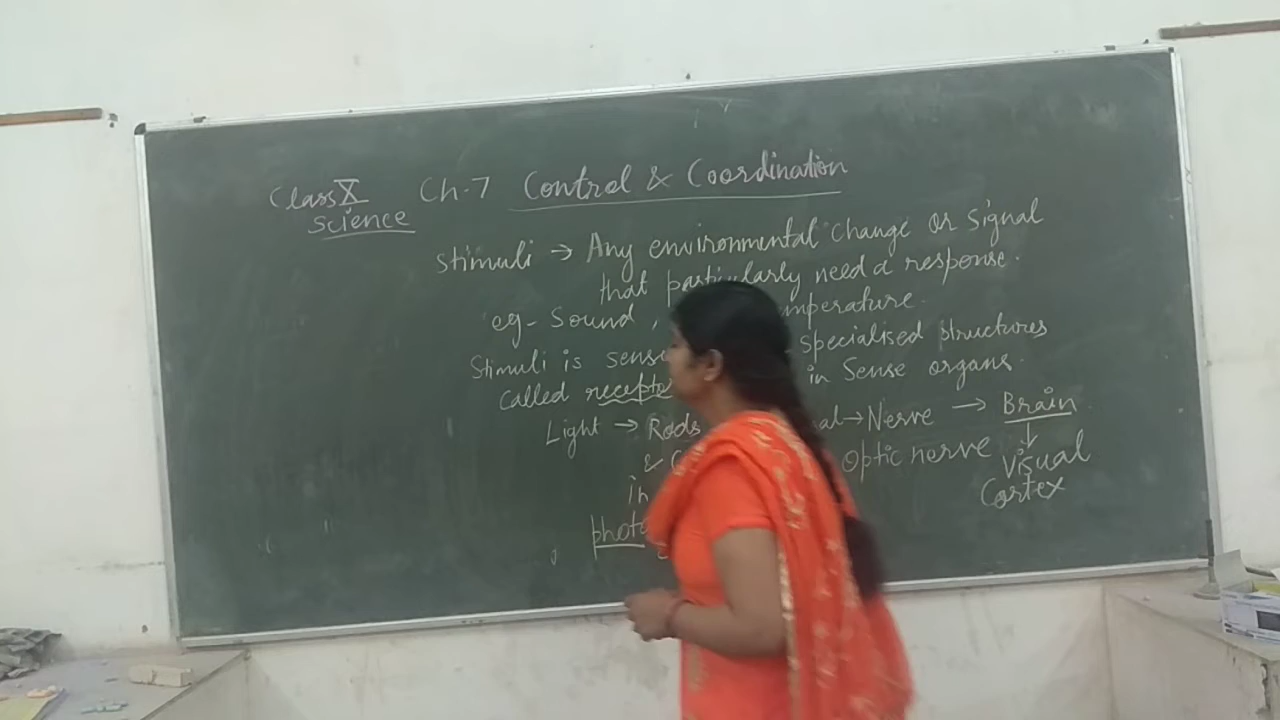 Class X Ch-7 Control & Coordination
Science
Stimuli → Any environmental change or signal
that particularly need a response.
eg- Sound,
Stimuli is specialised structures
called in Sense organs.
Light → Rods → Nerve → Brain
& Optic nerve ↓
in Visual
Cortex